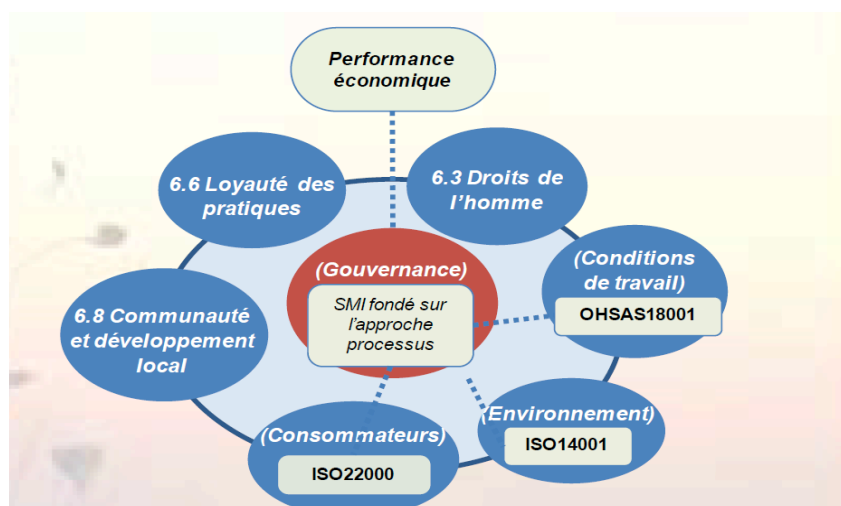 Performance
économique
6.6 Loyauté des
pratiques
6.3 Droits de
l'homme
(Gouvernance)
SMI fondé sur
l'approche
processus
(Conditions
de travail)
OHSAS18001
6.8 Communauté
et développement
local
(Environnement)
ISO14001
(Consommateurs)
ISO22000